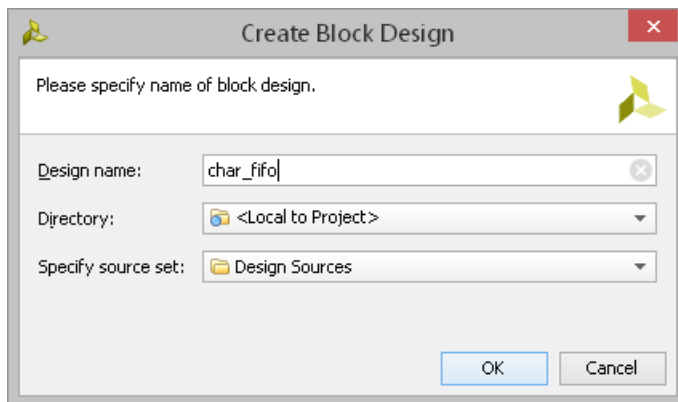 Create Block Design
Please specify name of block design.
Design name: char_fifo
Directory: <Local to Project>
Specify source set: Design Sources
OK Cancel